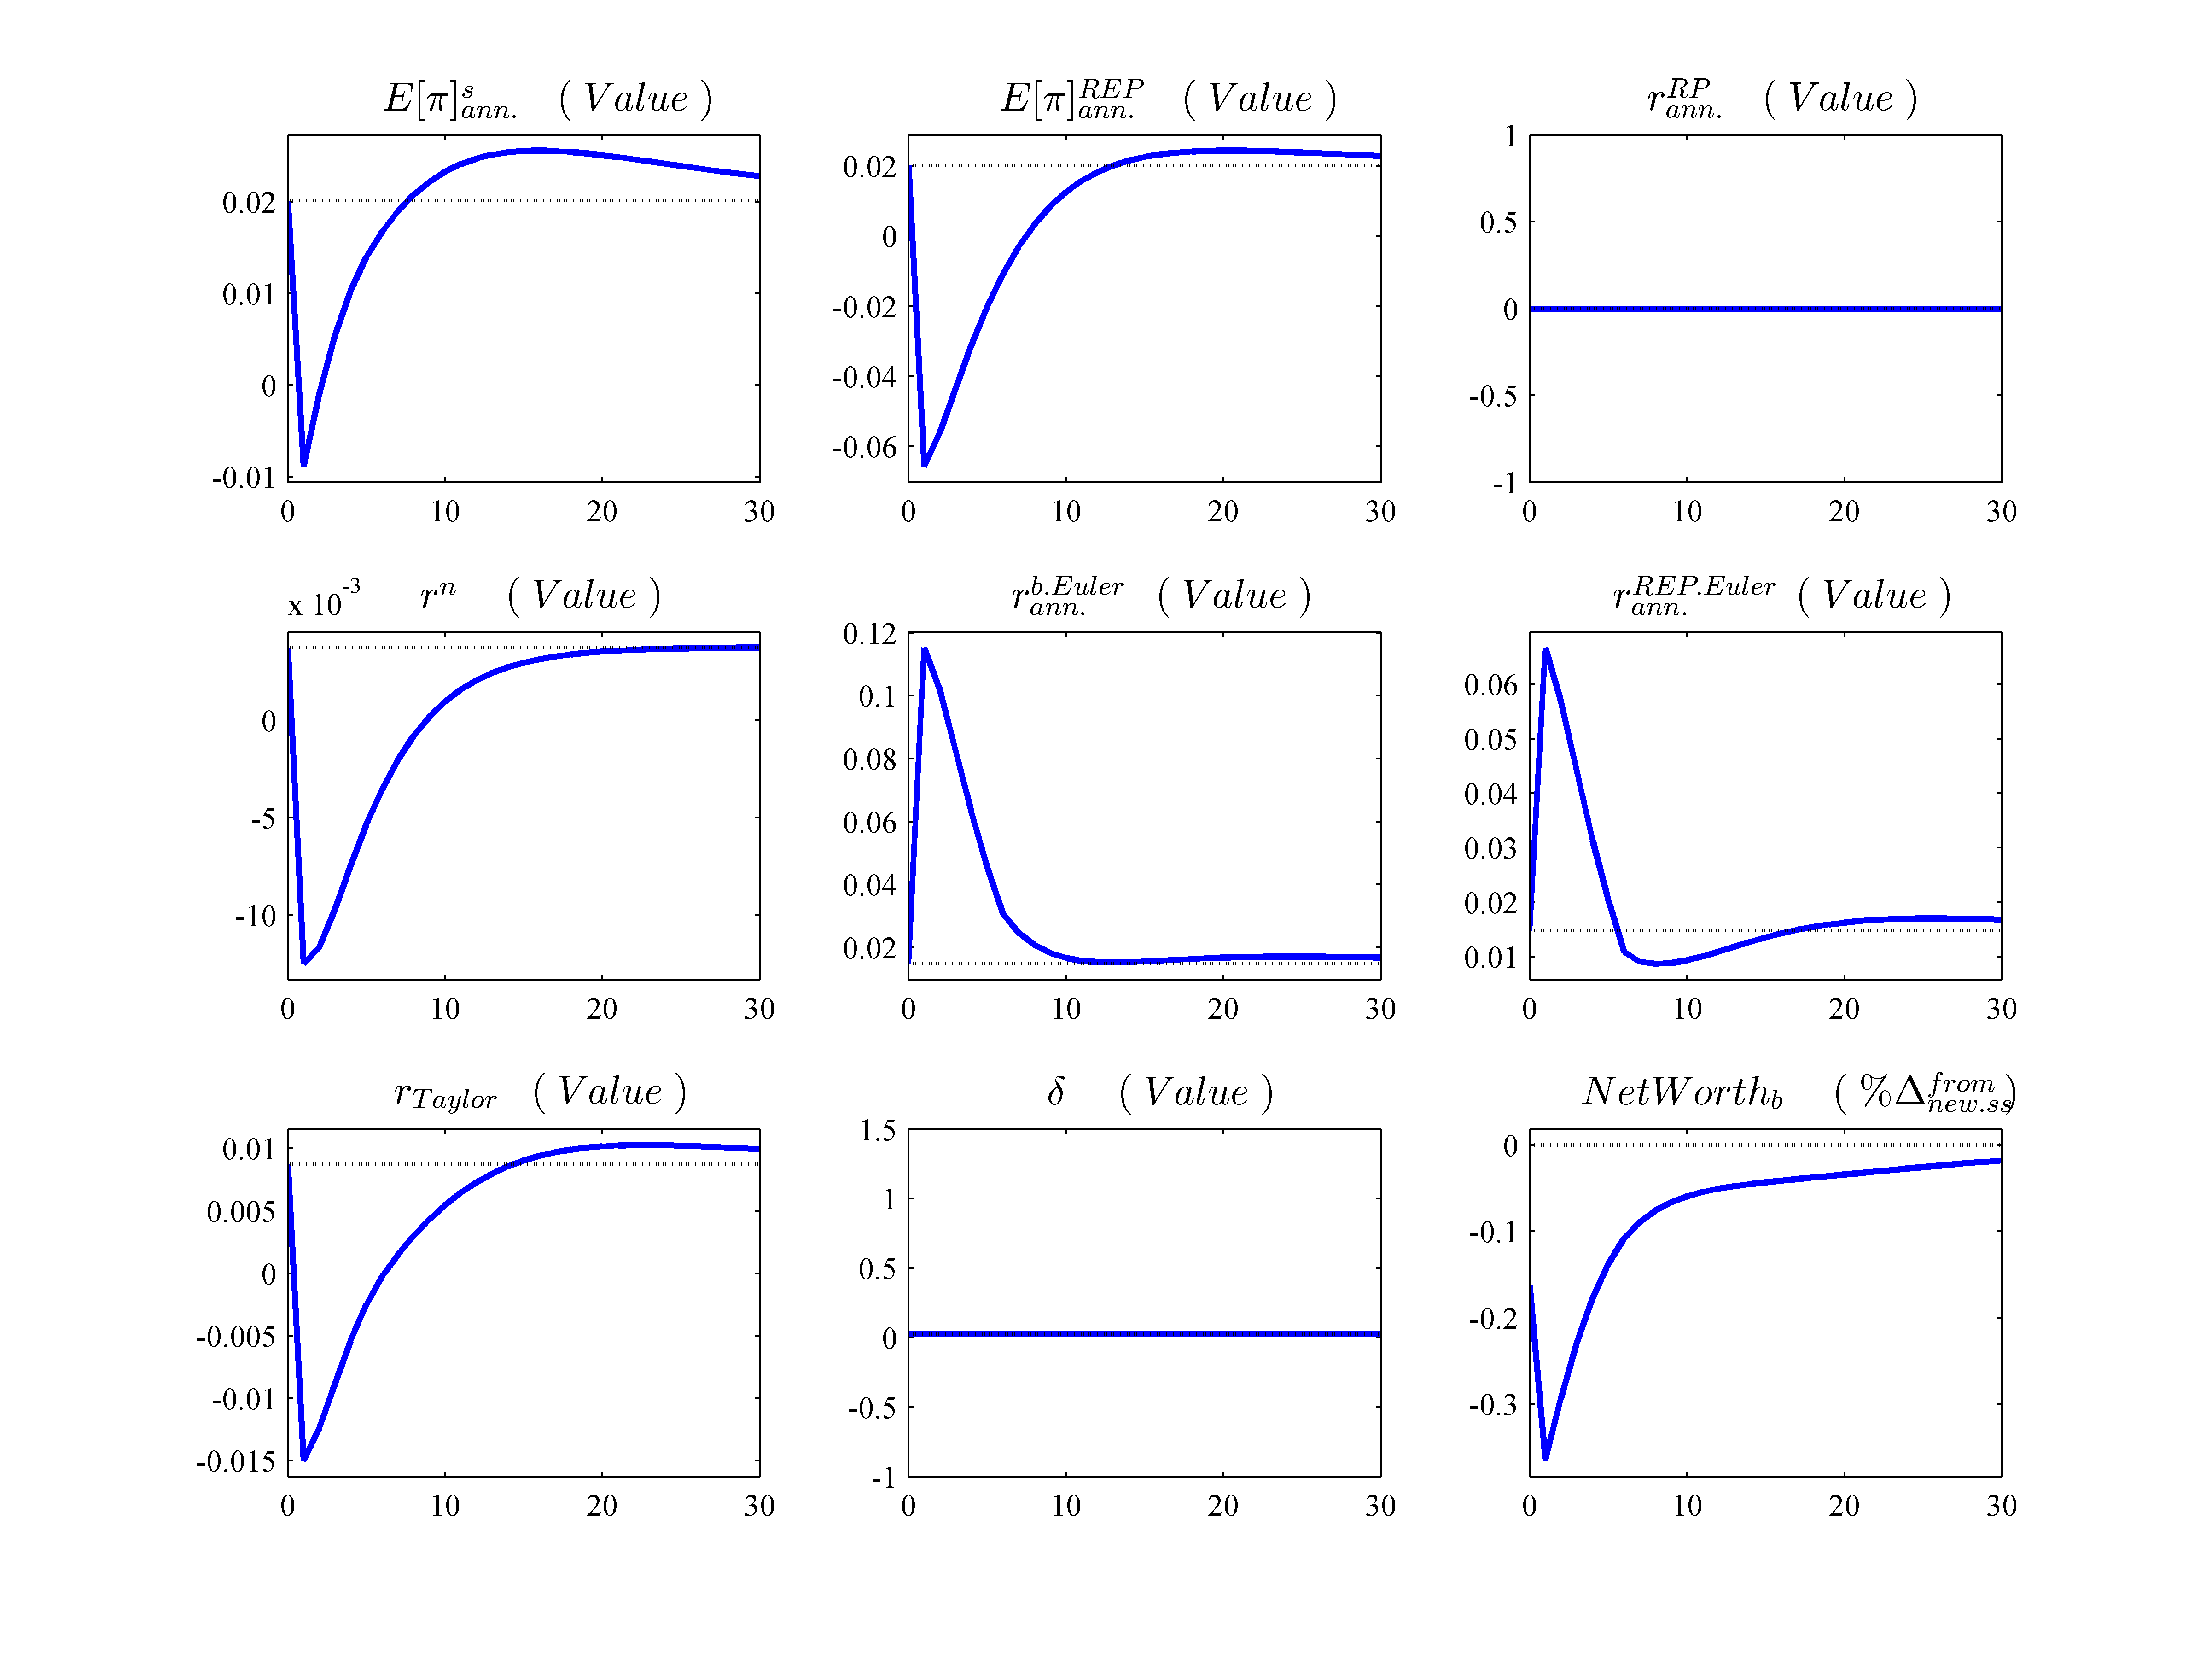 E[π]^s_ann. ( Value )
E[π]^REP_ann. ( Value )
r^RP_ann. ( Value )
0.02
0.01
0
-0.01
0 10 20 30
0.02
0
-0.02
-0.04
-0.06
0 10 20 30
1
0.5
0
-0.5
-1
0 10 20 30
x 10^-3 r^n ( Value )
r^b.Euler_ann. ( Value )
r^REP.Euler_ann. ( Value )
0
-5
-10
0 10 20 30
0.12
0.1
0.08
0.06
0.04
0.02
0 10 20 30
0.06
0.05
0.04
0.03
0.02
0.01
0 10 20 30
r_Taylor ( Value )
δ ( Value )
NetWorth_b ( %Δ^from_new.ss )
0.01
0.005
0
-0.005
-0.01
-0.015
0 10 20 30
1.5
1
0.5
0
-0.5
-1
0 10 20 30
0
-0.1
-0.2
-0.3
0 10 20 30